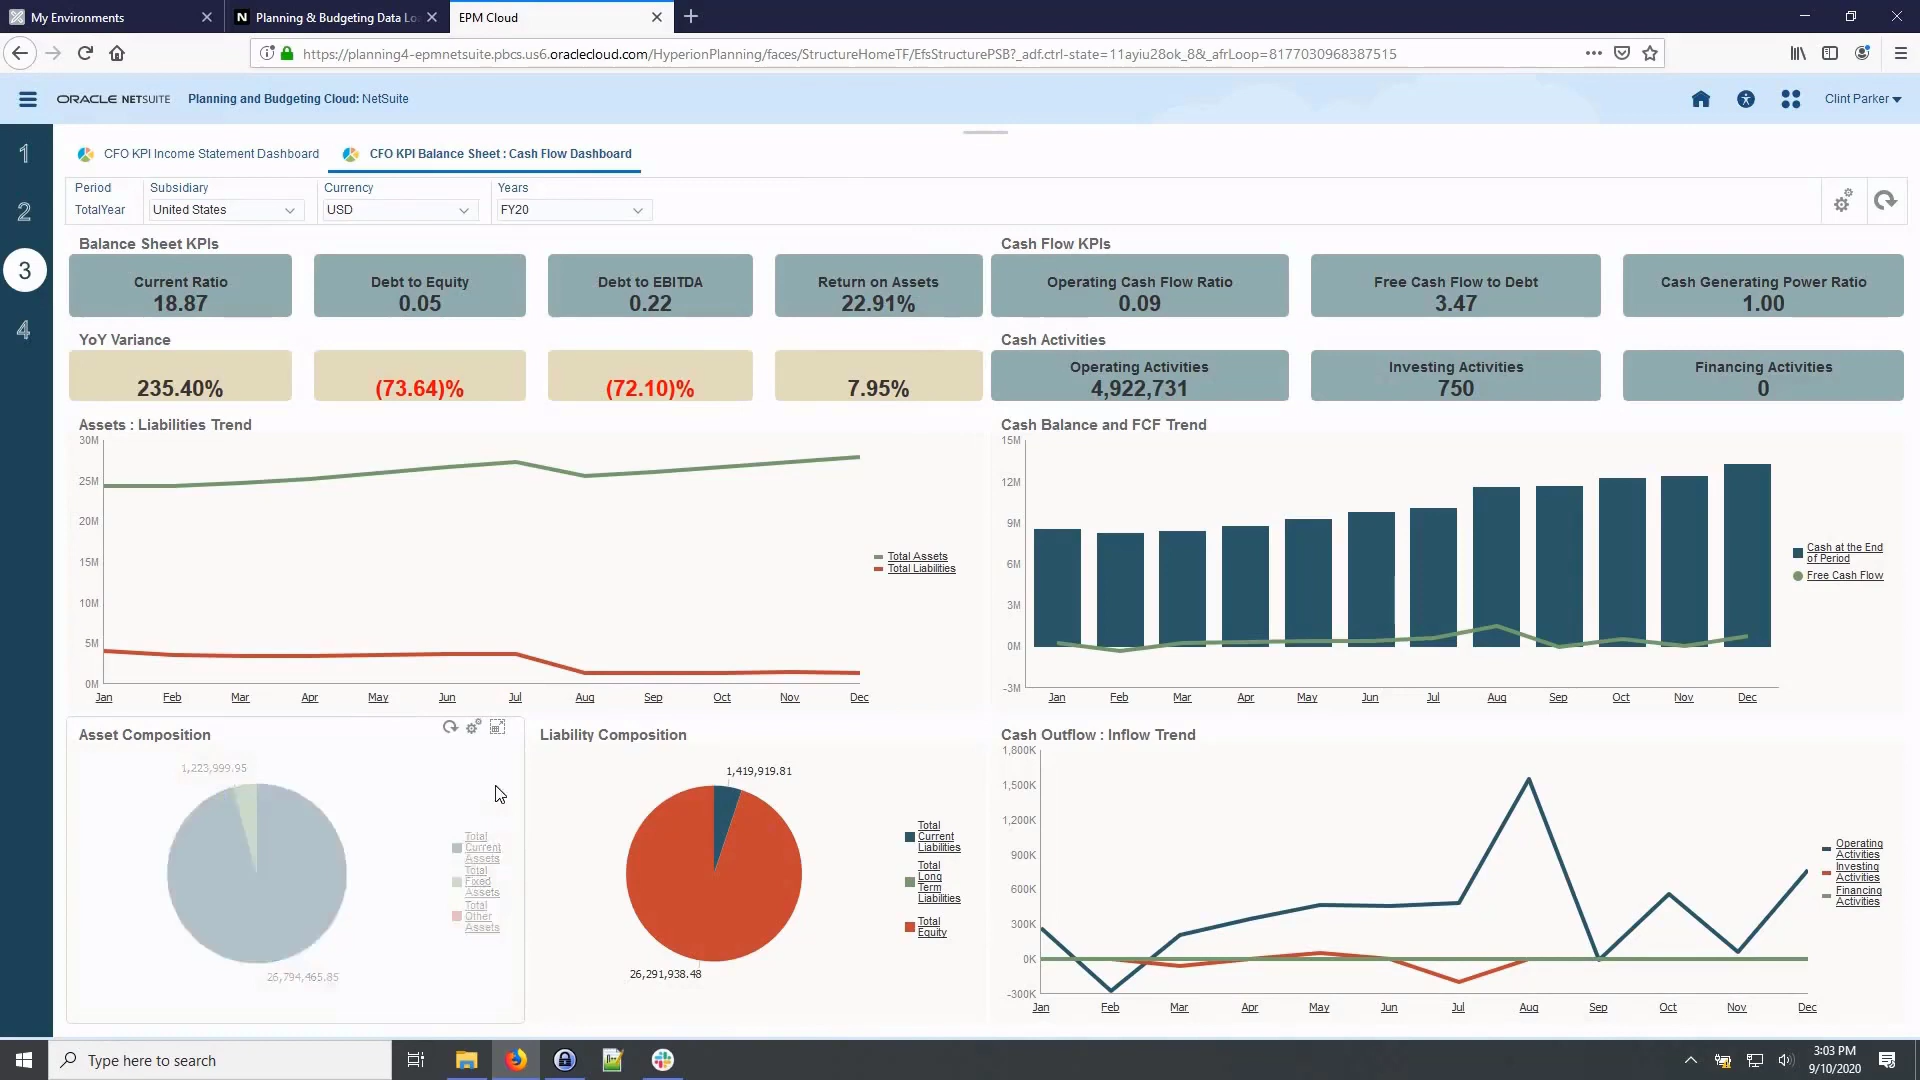 My Environments
Planning & Budgeting Data Lo
EPM Cloud
https://planning4-epmnetsuite.pbcs.us6.oraclecloud.com/HyperionPlanning/faces/StructureHomeTF/EfsStructurePSB?_adf.ctrl-state=11ayiu28ok_8&_afrLoop=8177030968387515
ORACLE NETSUITE
Planning and Budgeting Cloud: NetSuite
Clint Parker
1
2
3
4
CFO KPI Income Statement Dashboard
CFO KPI Balance Sheet : Cash Flow Dashboard
Period
TotalYear
Subsidiary
United States
Currency
USD
Years
FY20
Balance Sheet KPIs
Current Ratio
18.87
Debt to Equity
0.05
Debt to EBITDA
0.22
Return on Assets
22.91%
YoY Variance
235.40%
(73.64)%
(72.10)%
7.95%
Cash Flow KPIs
Operating Cash Flow Ratio
0.09
Free Cash Flow to Debt
3.47
Cash Generating Power Ratio
1.00
Cash Activities
Operating Activities
4,922,731
Investing Activities
750
Financing Activities
0
Assets : Liabilities Trend
30M
25M
20M
15M
10M
5M
0M
Jan Feb Mar Apr May Jun Jul Aug Sep Oct Nov Dec
Total Assets
Total Liabilities
Cash Balance and FCF Trend
15M
12M
9M
6M
3M
0M
-3M
Jan Feb Mar Apr May Jun Jul Aug Sep Oct Nov Dec
Cash at the End
of Period
Free Cash Flow
Asset Composition
1,223,999.95
26,794,465.85
Total
Current
Assets
Total
Fixed
Assets
Total
Other
Assets
Liability Composition
1,419,919.81
26,291,938.48
Total
Current
Liabilities
Total
Long
Term
Liabilities
Total
Equity
Cash Outflow : Inflow Trend
1,800K
1,500K
1,200K
900K
600K
300K
0K
-300K
Jan Feb Mar Apr May Jun Jul Aug Sep Oct Nov Dec
Operating
Activities
Investing
Activities
Financing
Activities
Type here to search
3:03 PM
9/10/2020